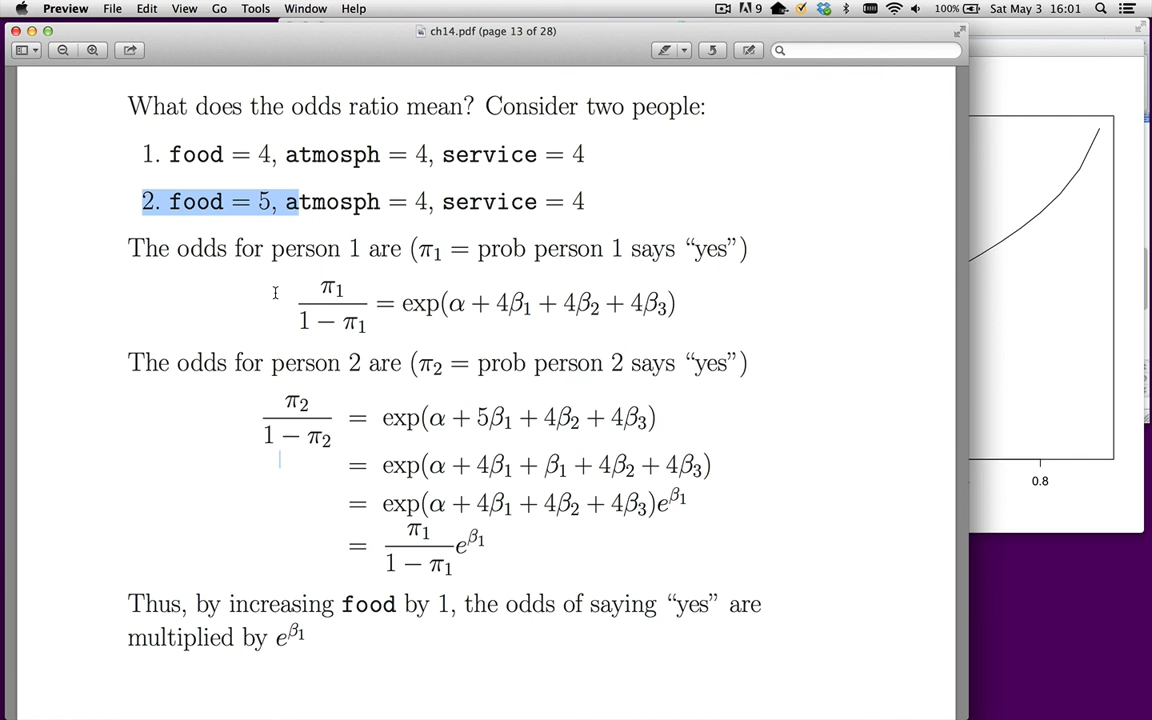 Preview File Edit View Go Tools Window Help 9 100% Sat May 3 16:01
ch14.pdf (page 13 of 28)
What does the odds ratio mean? Consider two people:
1. food = 4, atmosph = 4, service = 4
2. food = 5, atmosph = 4, service = 4
The odds for person 1 are (π₁ = prob person 1 says “yes”)
π₁ / (1 − π₁) = exp(α + 4β₁ + 4β₂ + 4β₃)
The odds for person 2 are (π₂ = prob person 2 says “yes”)
π₂ / (1 − π₂) = exp(α + 5β₁ + 4β₂ + 4β₃)
= exp(α + 4β₁ + β₁ + 4β₂ + 4β₃)
= exp(α + 4β₁ + 4β₂ + 4β₃)e^β₁
= π₁ / (1 − π₁) e^β₁
Thus, by increasing food by 1, the odds of saying “yes” are
multiplied by e^β₁
0.8